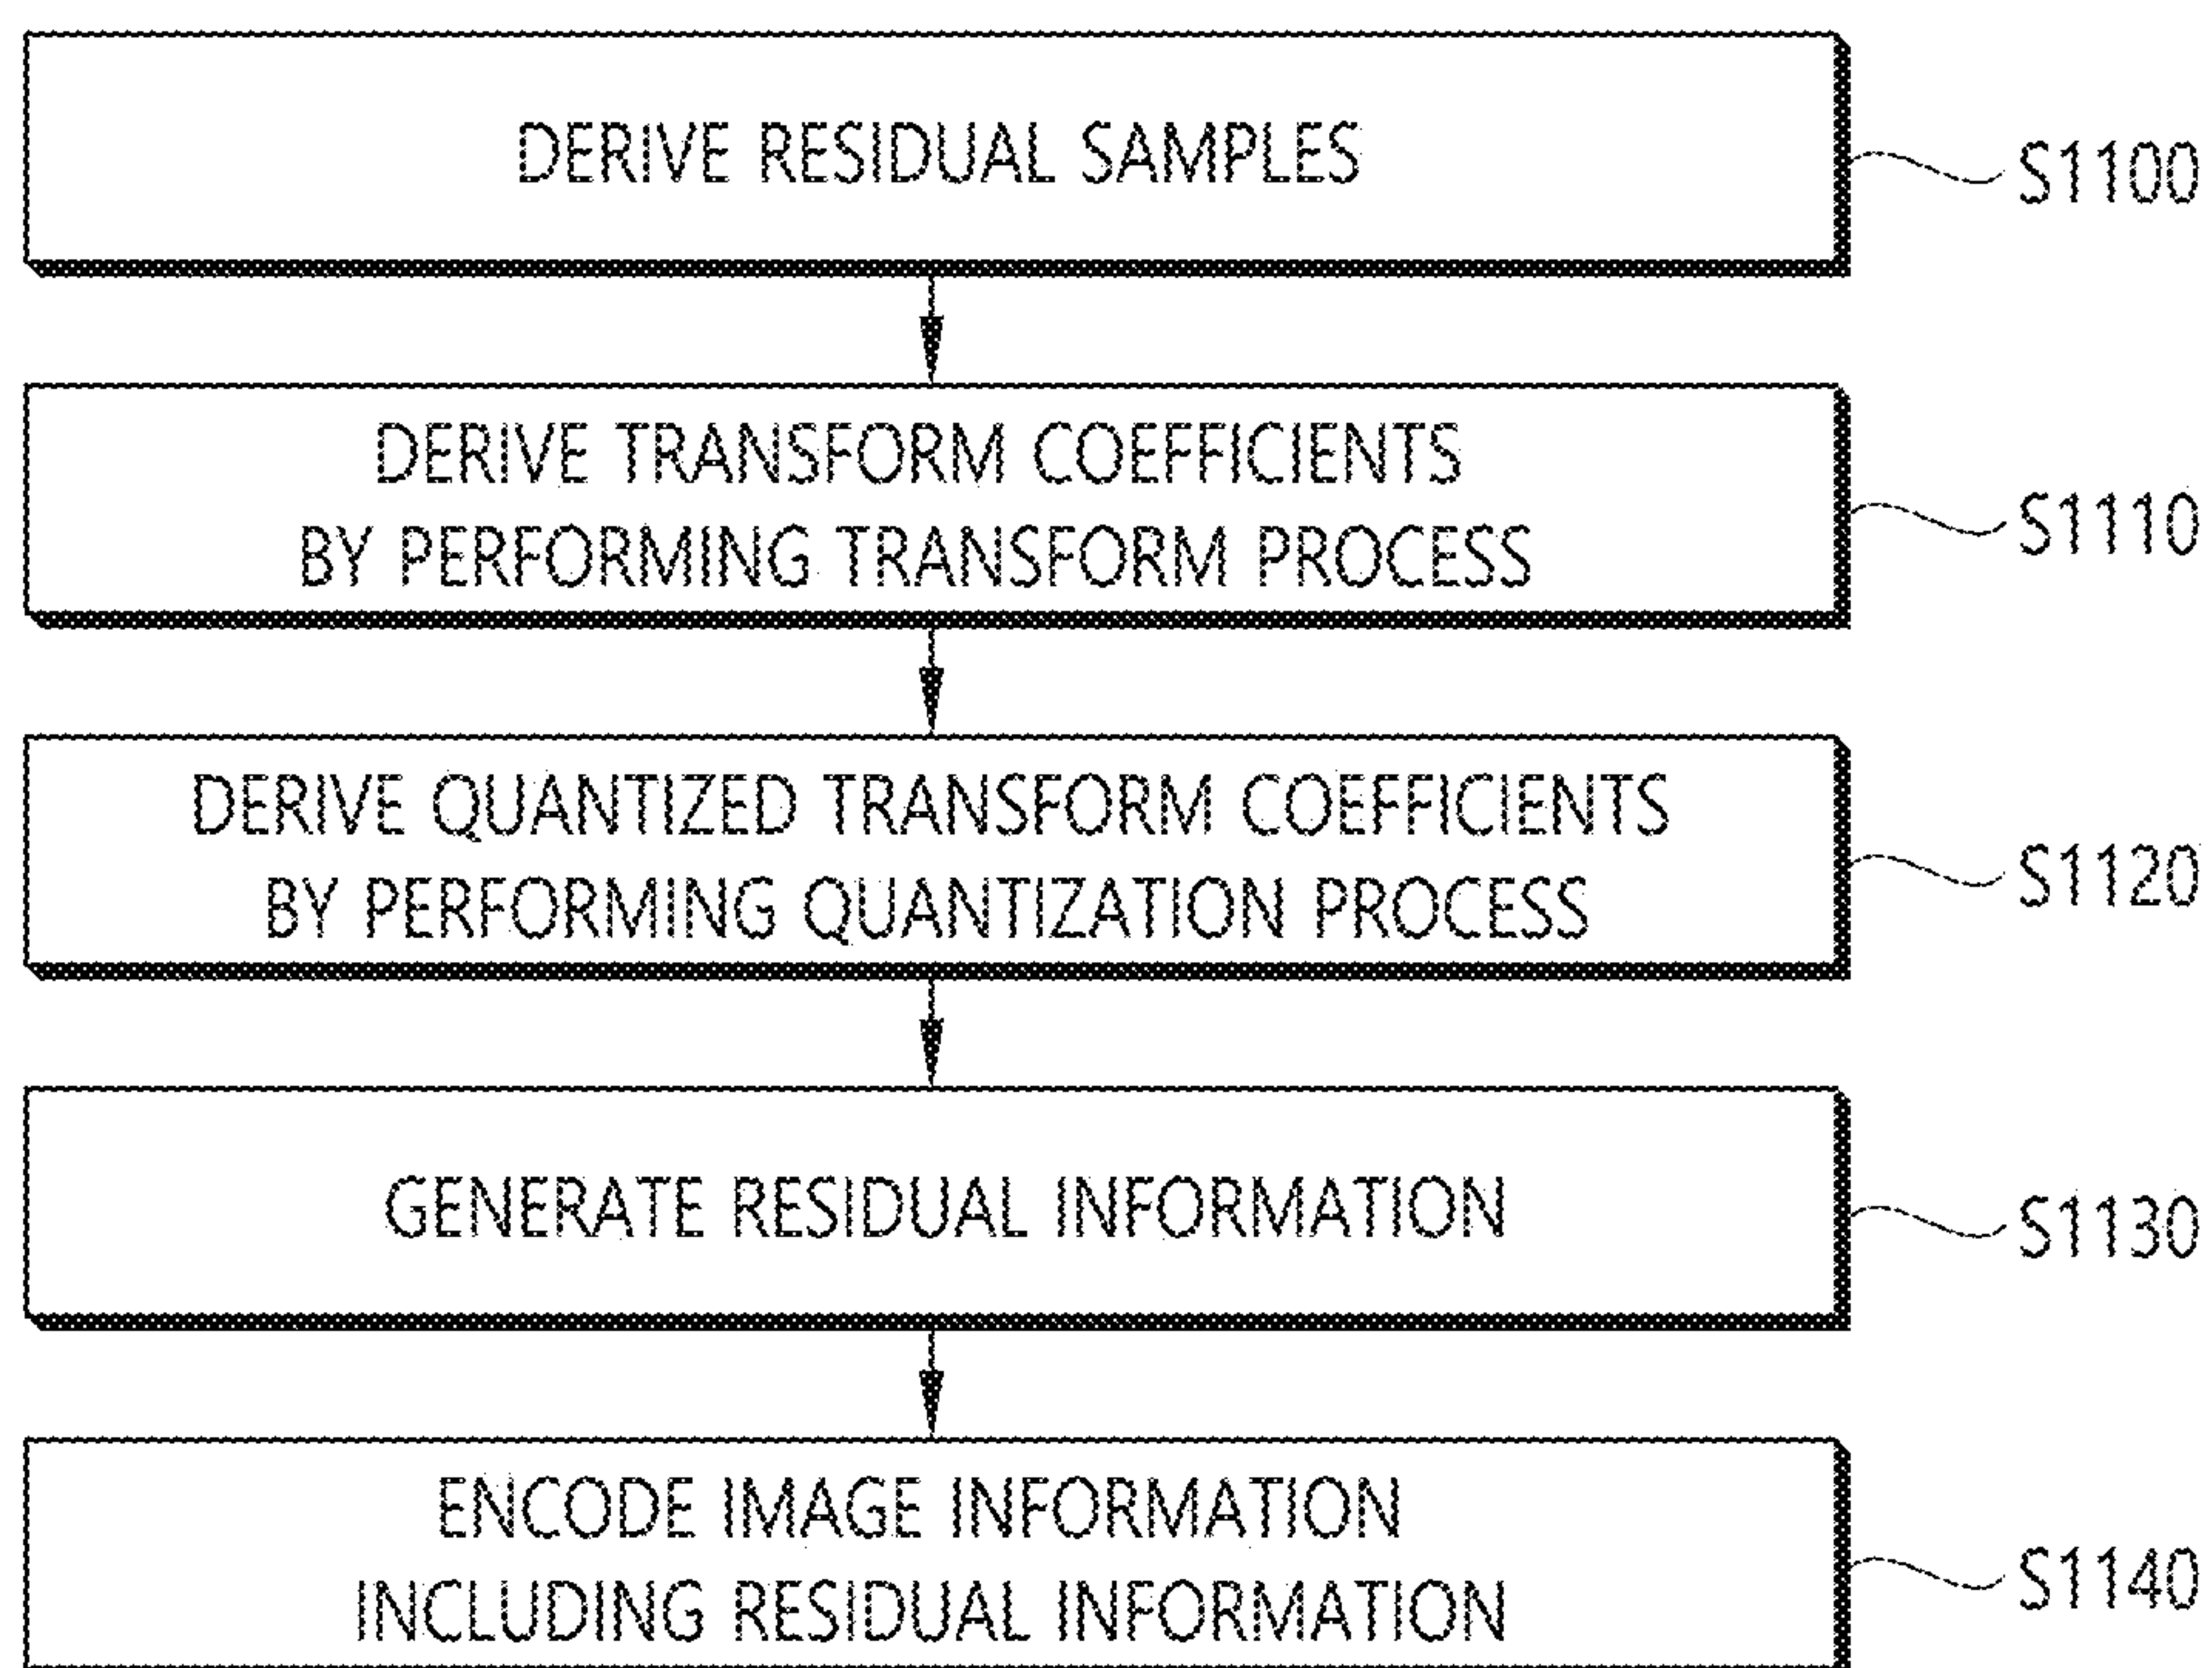 DERIVE RESIDUAL SAMPLES
S1100
DERIVE TRANSFORM COEFFICIENTS
BY PERFORMING TRANSFORM PROCESS
S1110
DERIVE QUANTIZED TRANSFORM COEFFICIENTS
BY PERFORMING QUANTIZATION PROCESS
S1120
GENERATE RESIDUAL INFORMATION
S1130
ENCODE IMAGE INFORMATION
INCLUDING RESIDUAL INFORMATION
S1140